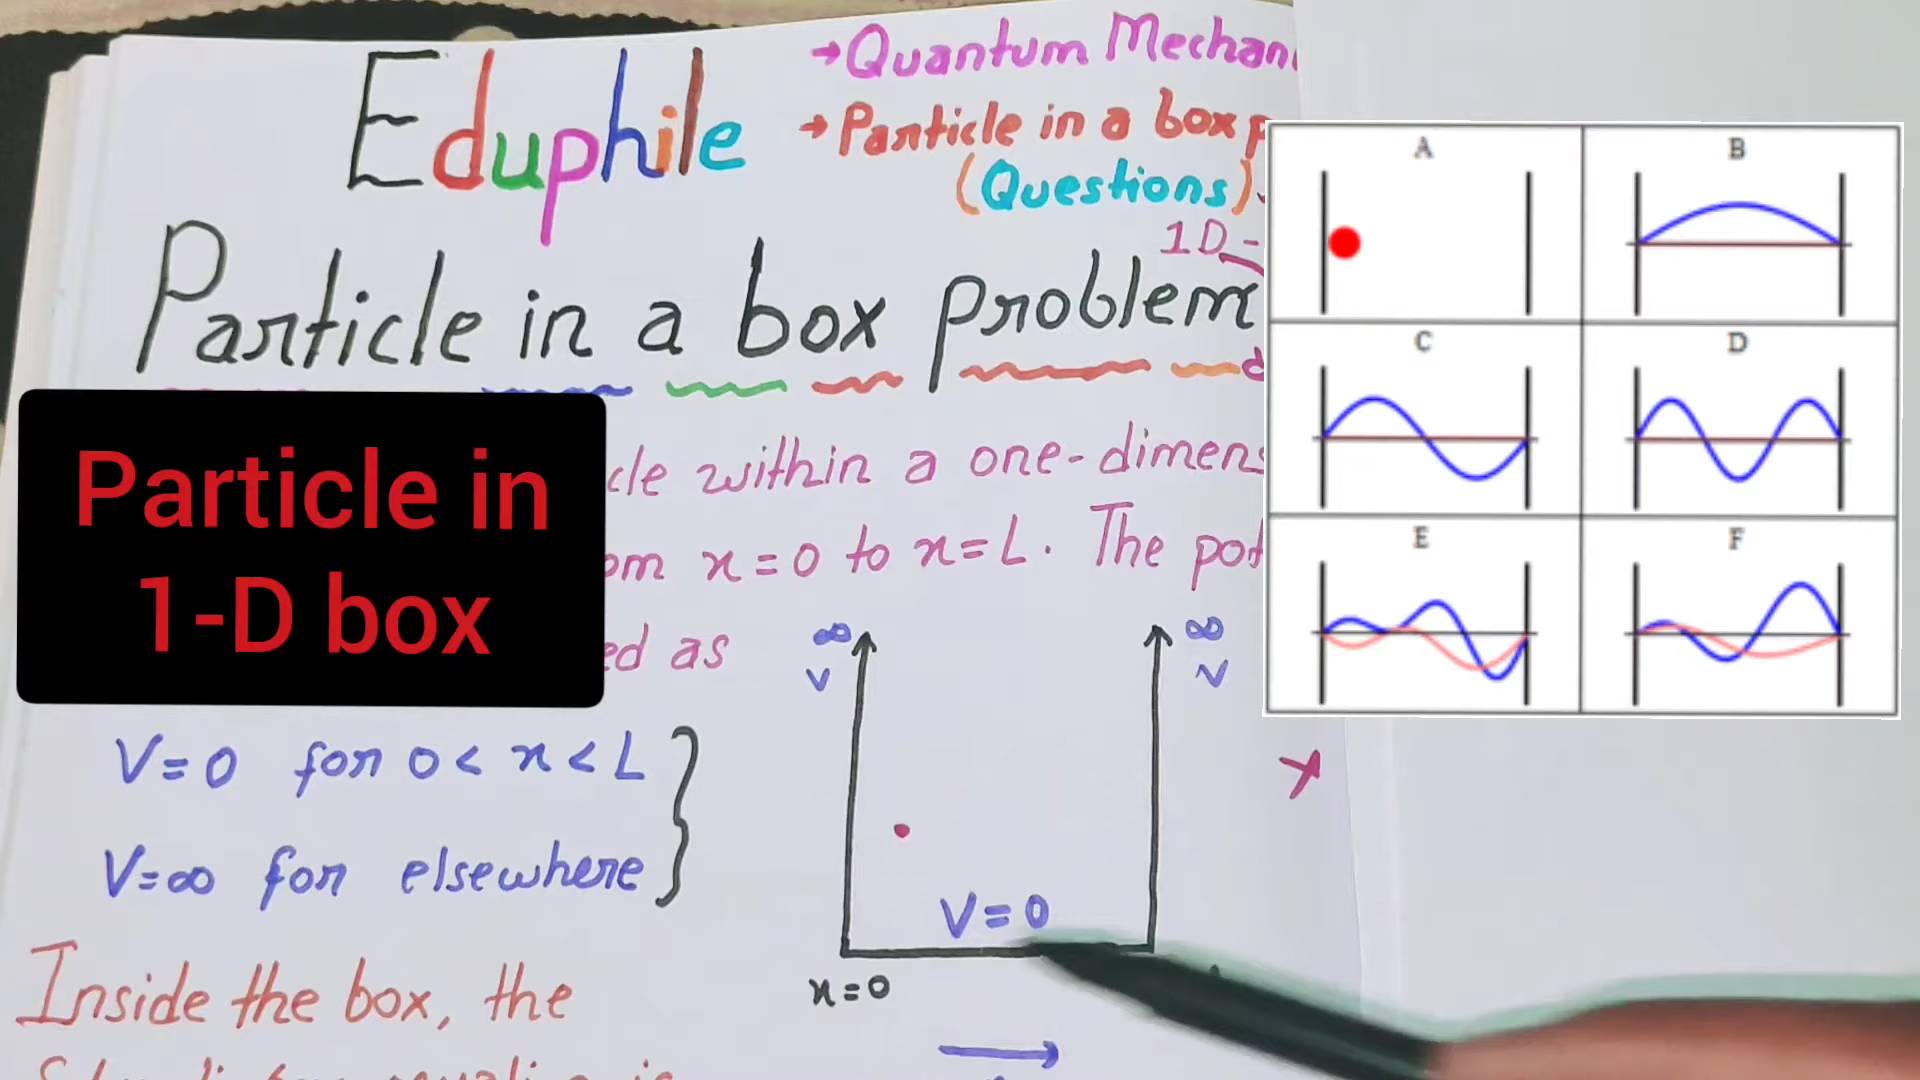 Eduphile
→Quantum Mechani
→Particle in a box p
(Questions)
1D-
Particle in a box problem
Particle in
1-D box
cle within a one-dimens
om x=0 to x=L. The pot
ed as
∞
V
∞
V
V=0 for 0<x<L
V=∞ for elsewhere
V=0
x=0
Inside the box, the
A
B
C
D
E
F